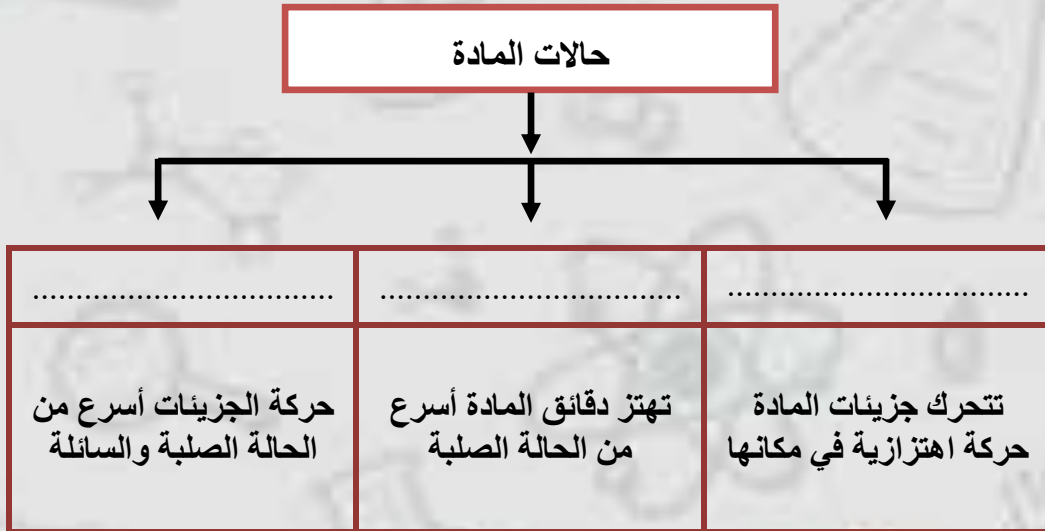 حالات المادة
.................................. .................................. ..................................
تتحرك جزيئات المادة
حركة اهتزازية في مكانها
تهتز دقائق المادة أسرع
من الحالة الصلبة
حركة الجزيئات أسرع من
الحالة الصلبة والسائلة